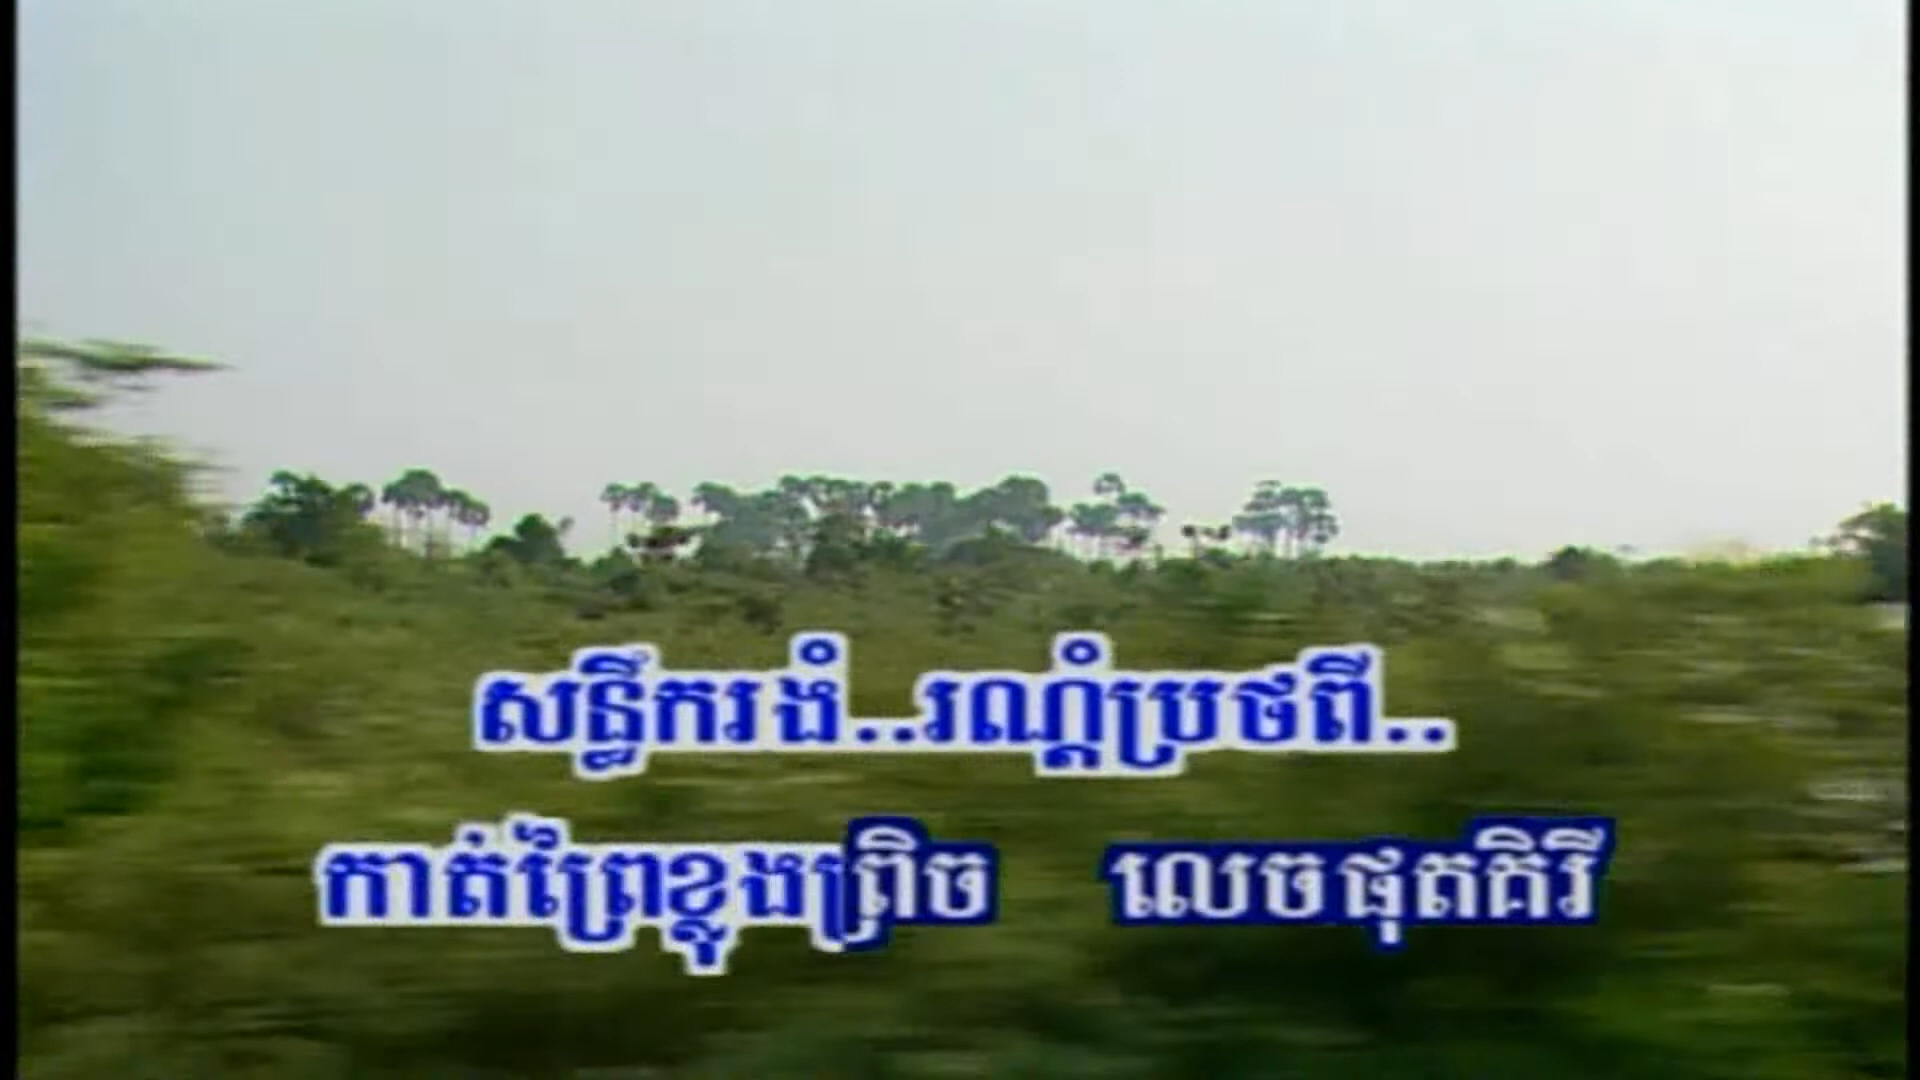 សន្ធឹករងំ..រណ្ដំប្រថពី..
កាត់ព្រៃខ្លុងព្រិច លេចផុតគិរី